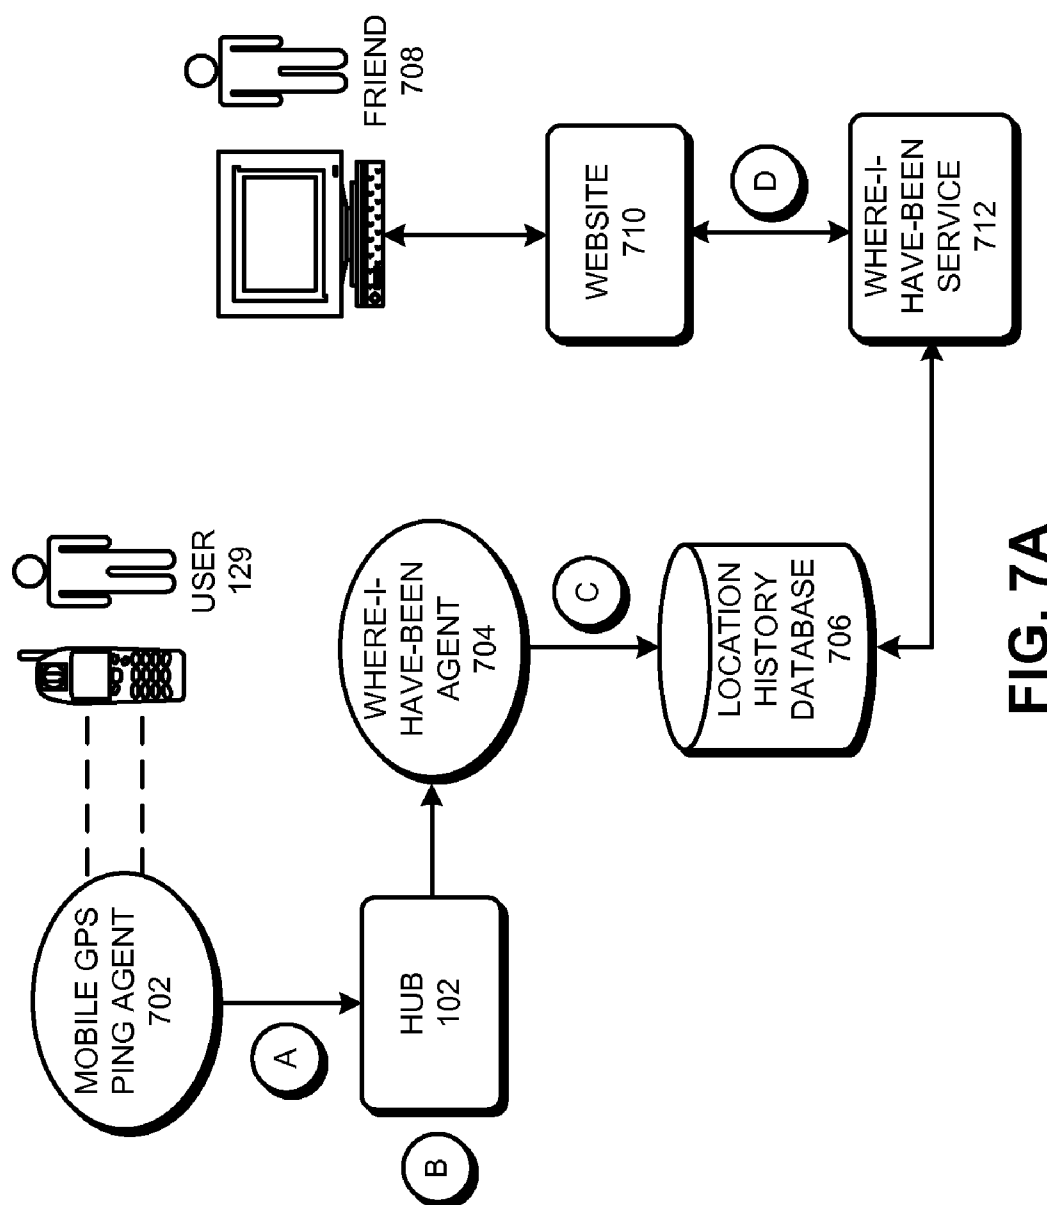 MOBILE GPS
PING AGENT
702
USER
129
FRIEND
708
A
B
HUB
102
WHERE-I-
HAVE-BEEN
AGENT
704
C
LOCATION
HISTORY
DATABASE
706
WEBSITE
710
D
WHERE-I-
HAVE-BEEN
SERVICE
712
FIG. 7A